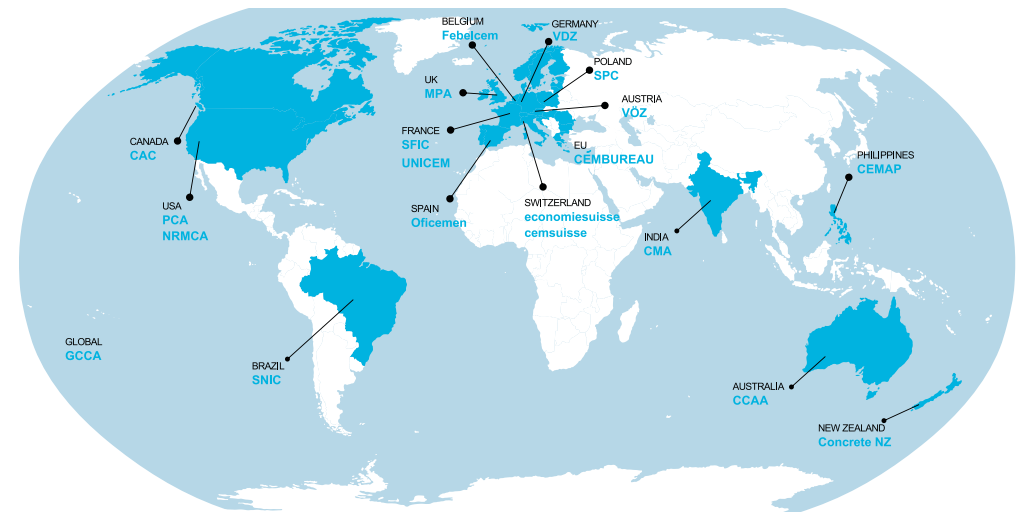 BELGIUM
Febelcem
GERMANY
VDZ
POLAND
SPC
UK
MPA
AUSTRIA
VÖZ
FRANCE
SFIC
UNICEM
EU
CEMBUREAU
CANADA
CAC
PHILIPPINES
CEMAP
USA
PCA
NRMCA
SPAIN
Oficemen
SWITZERLAND
economiesuisse
cemsuisse
INDIA
CMA
GLOBAL
GCCA
BRAZIL
SNIC
AUSTRALIA
CCAA
NEW ZEALAND
Concrete NZ